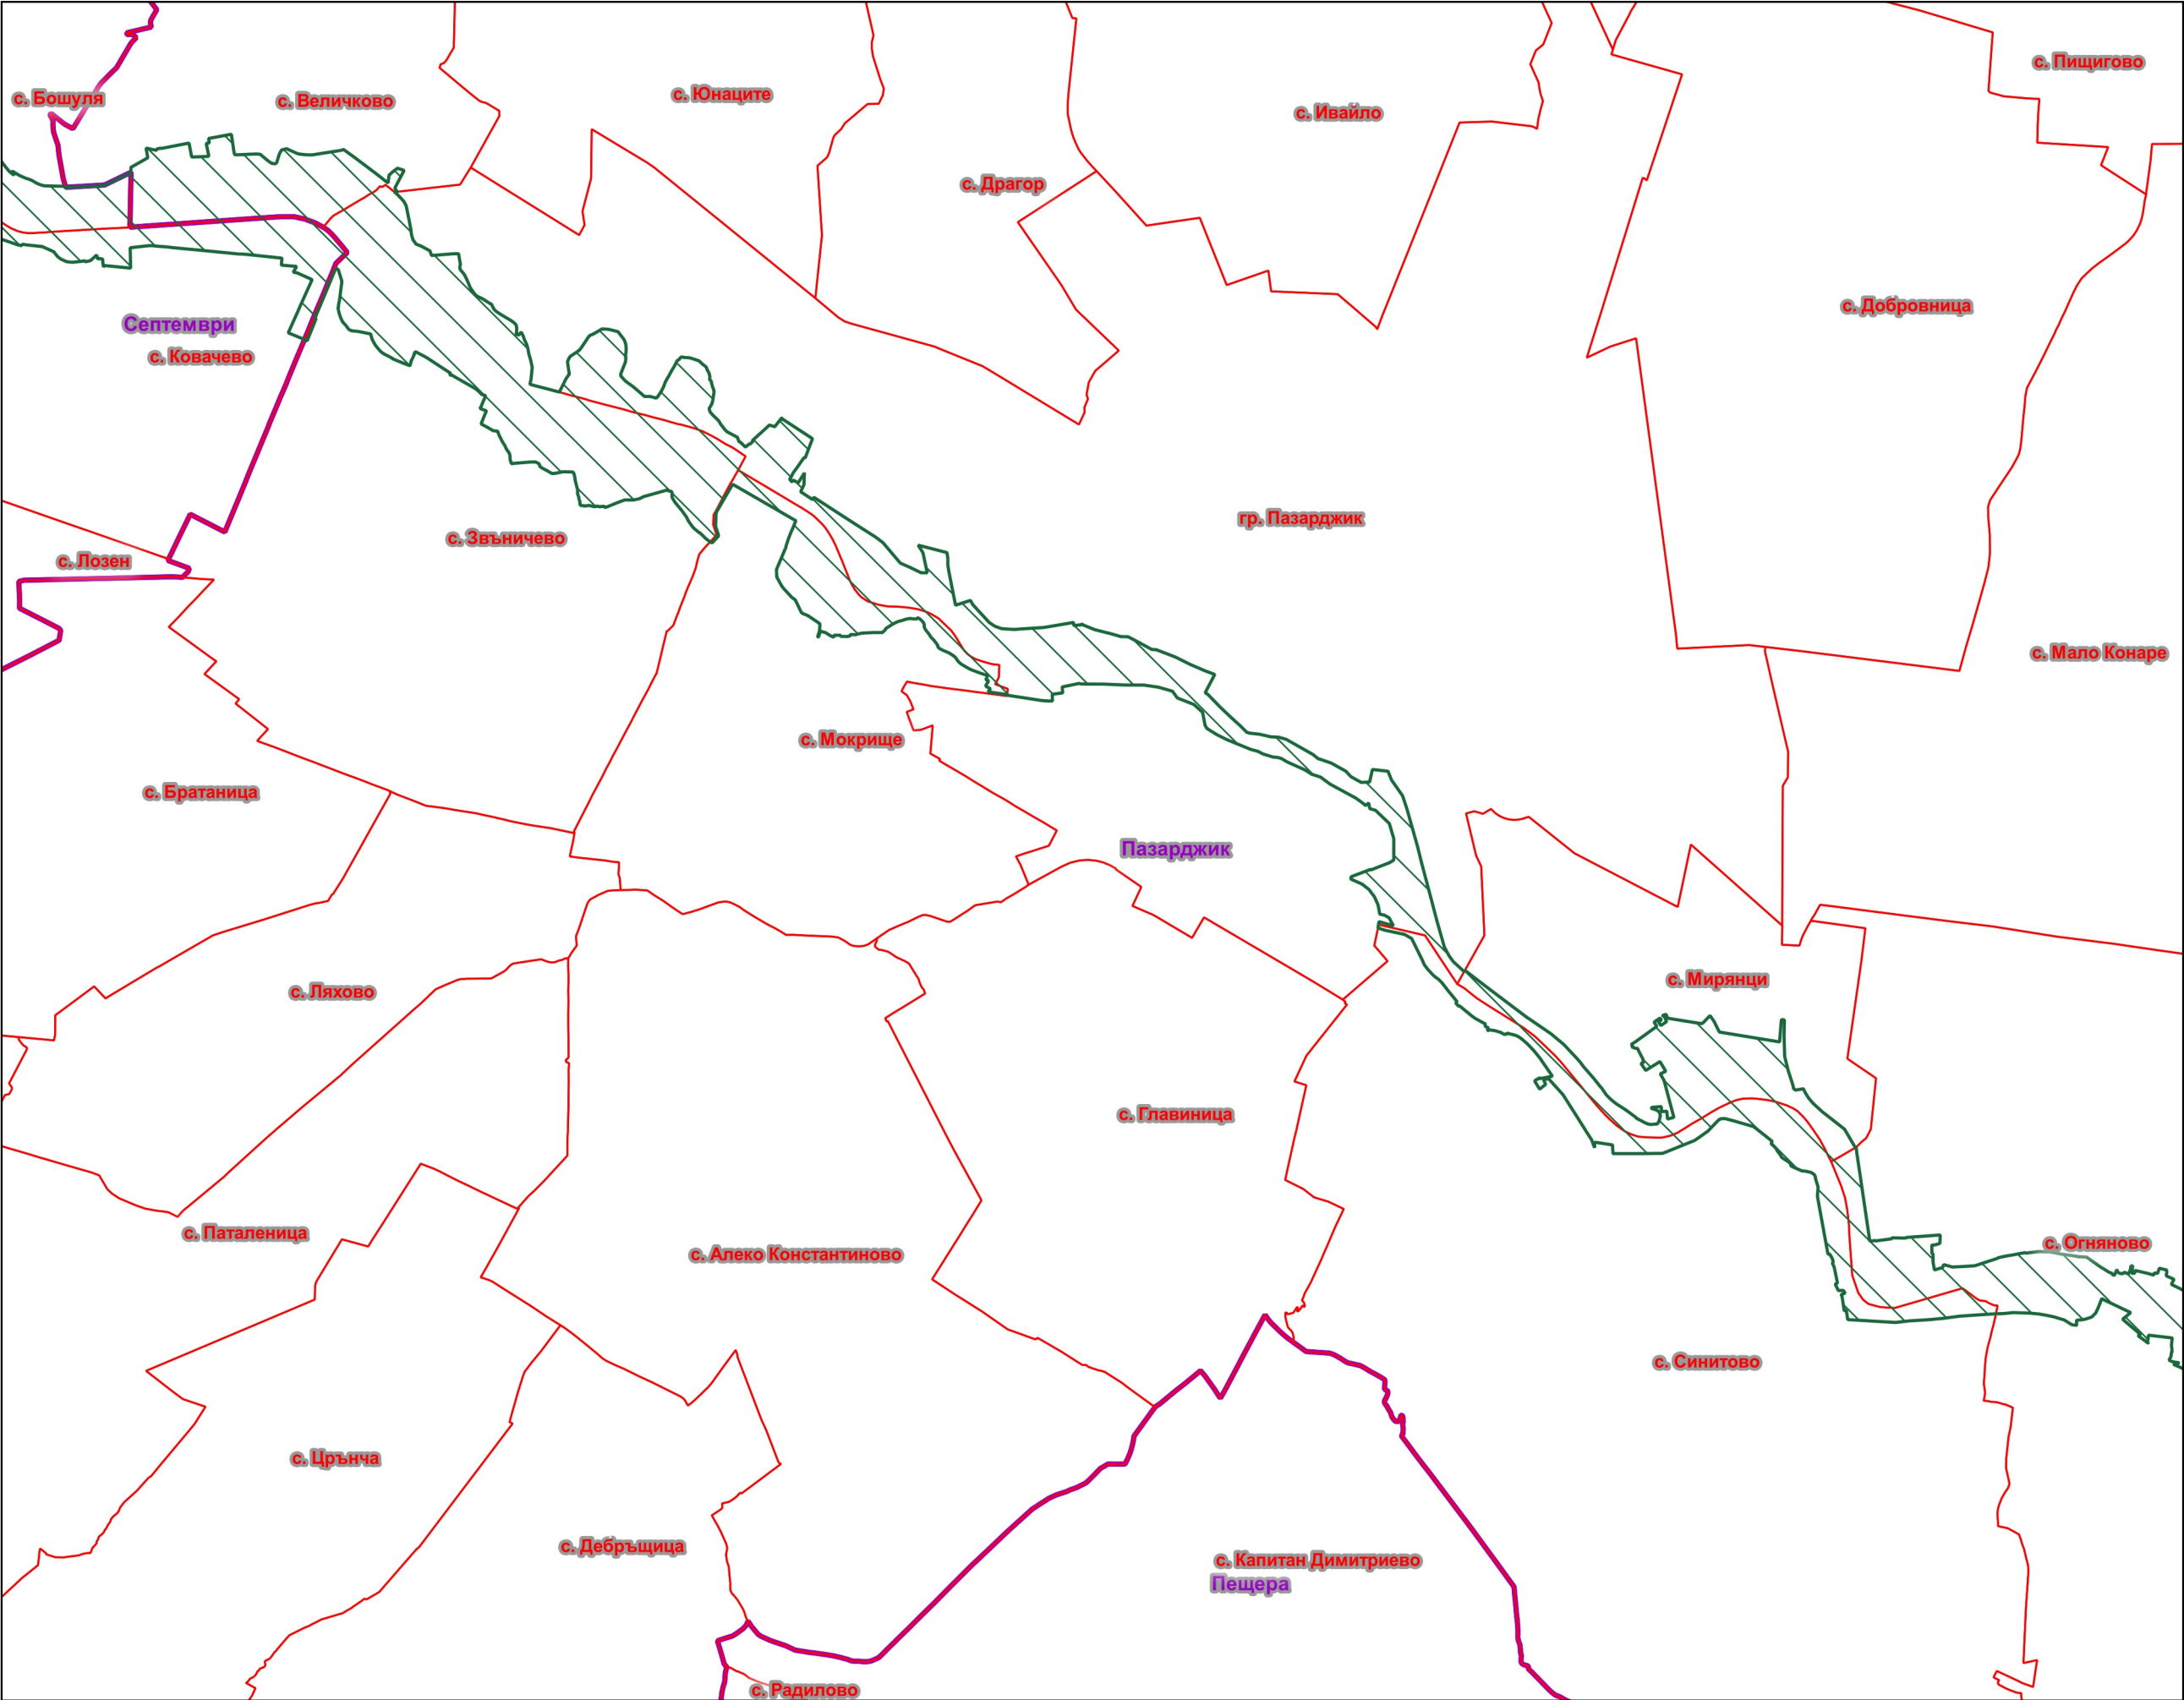 с. Пищигово
с. Бошуля
с. Величково
с. Юнаците
с. Ивайло
с. Драгор
с. Добровница
Септември
с. Ковачево
гр. Пазарджик
с. Звъничево
с. Лозен
с. Мало Конаре
с. Мокрище
с. Братаница
Пазарджик
с. Мирянци
с. Ляхово
с. Главиница
с. Паталеница
с. Алеко Константиново
с. Огняново
с. Синитово
с. Црънча
с. Дебръщица
с. Капитан Димитриево
Пещера
с. Радилово